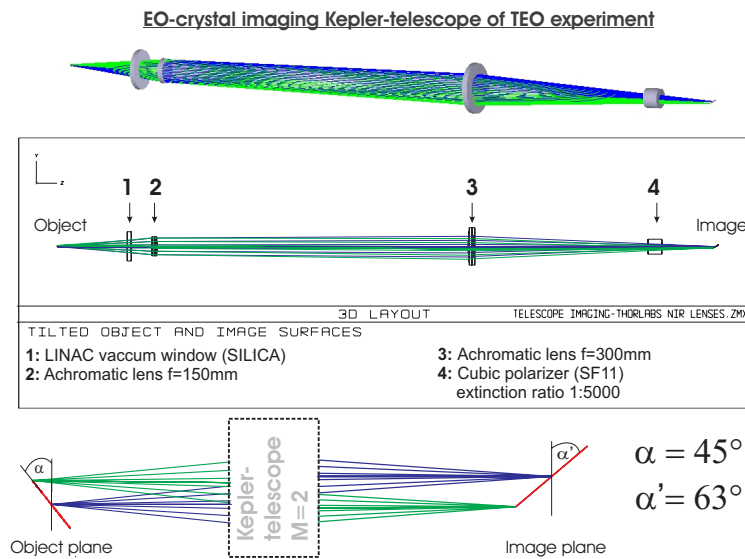 EO-crystal imaging Kepler-telescope of TEO experiment
Y
Z
1 2 3 4
Object Image
3D LAYOUT TELESCOPE IMAGING-THORLABS NIR LENSES.ZMX
TILTED OBJECT AND IMAGE SURFACES
1: LINAC vaccum window (SILICA)
2: Achromatic lens f=150mm
3: Achromatic lens f=300mm
4: Cubic polarizer (SF11)
extinction ratio 1:5000
α
Kepler-
telescope
M=2
α'
α = 45°
α'= 63°
Object plane
Image plane